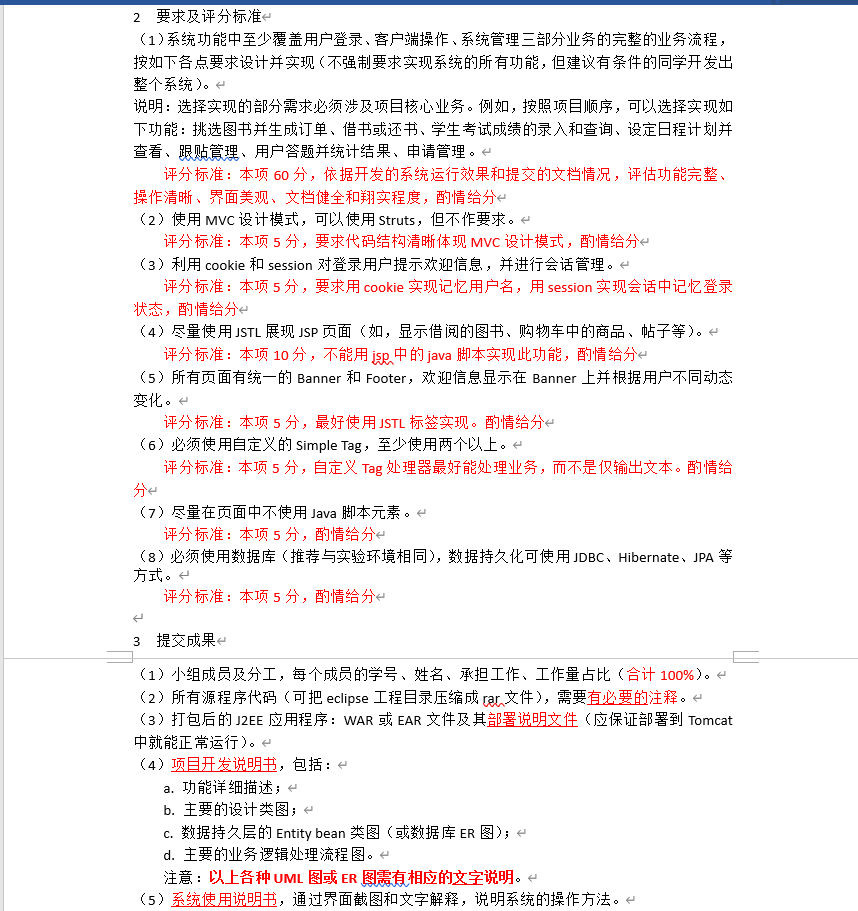 2 要求及评分标准
（1）系统功能中至少覆盖用户登录、客户端操作、系统管理三部分业务的完整的业务流程，
按如下各点要求设计并实现（不强制要求实现系统的所有功能，但建议有条件的同学开发出
整个系统）。
说明：选择实现的部分需求必须涉及项目核心业务。例如，按照项目顺序，可以选择实现如
下功能：挑选图书并生成订单、借书或还书、学生考试成绩的录入和查询、设定日程计划并
查看、跟贴管理、用户答题并统计结果、申请管理。
评分标准：本项 60 分，依据开发的系统运行效果和提交的文档情况，评估功能完整、
操作清晰、界面美观、文档健全和翔实程度，酌情给分
（2）使用 MVC 设计模式，可以使用 Struts，但不作要求。
评分标准：本项 5 分，要求代码结构清晰体现 MVC 设计模式，酌情给分
（3）利用 cookie 和 session 对登录用户提示欢迎信息，并进行会话管理。
评分标准：本项 5 分，要求用 cookie 实现记忆用户名，用 session 实现会话中记忆登录
状态，酌情给分
（4）尽量使用 JSTL 展现 JSP 页面（如，显示借阅的图书、购物车中的商品、帖子等）。
评分标准：本项 10 分，不能用 jsp 中的 java 脚本实现此功能，酌情给分
（5）所有页面有统一的 Banner 和 Footer，欢迎信息显示在 Banner 上并根据用户不同动态
变化。
评分标准：本项 5 分，最好使用 JSTL 标签实现。酌情给分
（6）必须使用自定义的 Simple Tag，至少使用两个以上。
评分标准：本项 5 分，自定义 Tag 处理器最好能处理业务，而不是仅输出文本。酌情给
分
（7）尽量在页面中不使用 Java 脚本元素。
评分标准：本项 5 分，酌情给分
（8）必须使用数据库（推荐与实验环境相同），数据持久化可使用 JDBC、Hibernate、JPA 等
方式。
评分标准：本项 5 分，酌情给分
3 提交成果
（1）小组成员及分工，每个成员的学号、姓名、承担工作、工作量占比（合计 100%）。
（2）所有源程序代码（可把 eclipse 工程目录压缩成 rar 文件），需要有必要的注释。
（3）打包后的 J2EE 应用程序：WAR 或 EAR 文件及其部署说明文件（应保证部署到 Tomcat
中就能正常运行）。
（4）项目开发说明书，包括：
a. 功能详细描述；
b. 主要的设计类图；
c. 数据持久层的 Entity bean 类图（或数据库 ER 图）；
d. 主要的业务逻辑处理流程图。
注意：以上各种 UML 图或 ER 图需有相应的文字说明。
（5）系统使用说明书，通过界面截图和文字解释，说明系统的操作方法。